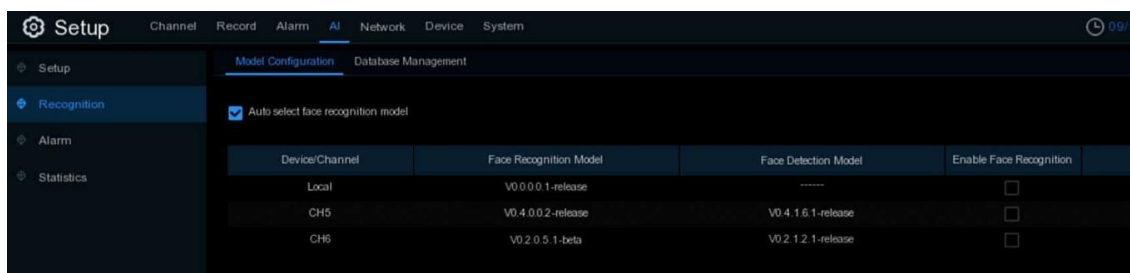 Setup Channel Record Alarm AI Network Device System 09/
Setup Model Configuration Database Management
Recognition Auto select face recognition model
Alarm
Device/Channel Face Recognition Model Face Detection Model Enable Face Recognition
Statistics
Local V0.0.0.0.1-release ------
CH5 V0.4.0.0.2-release V0.4.1.6.1-release
CH6 V0.2.0.5.1-beta V0.2.1.2.1-release